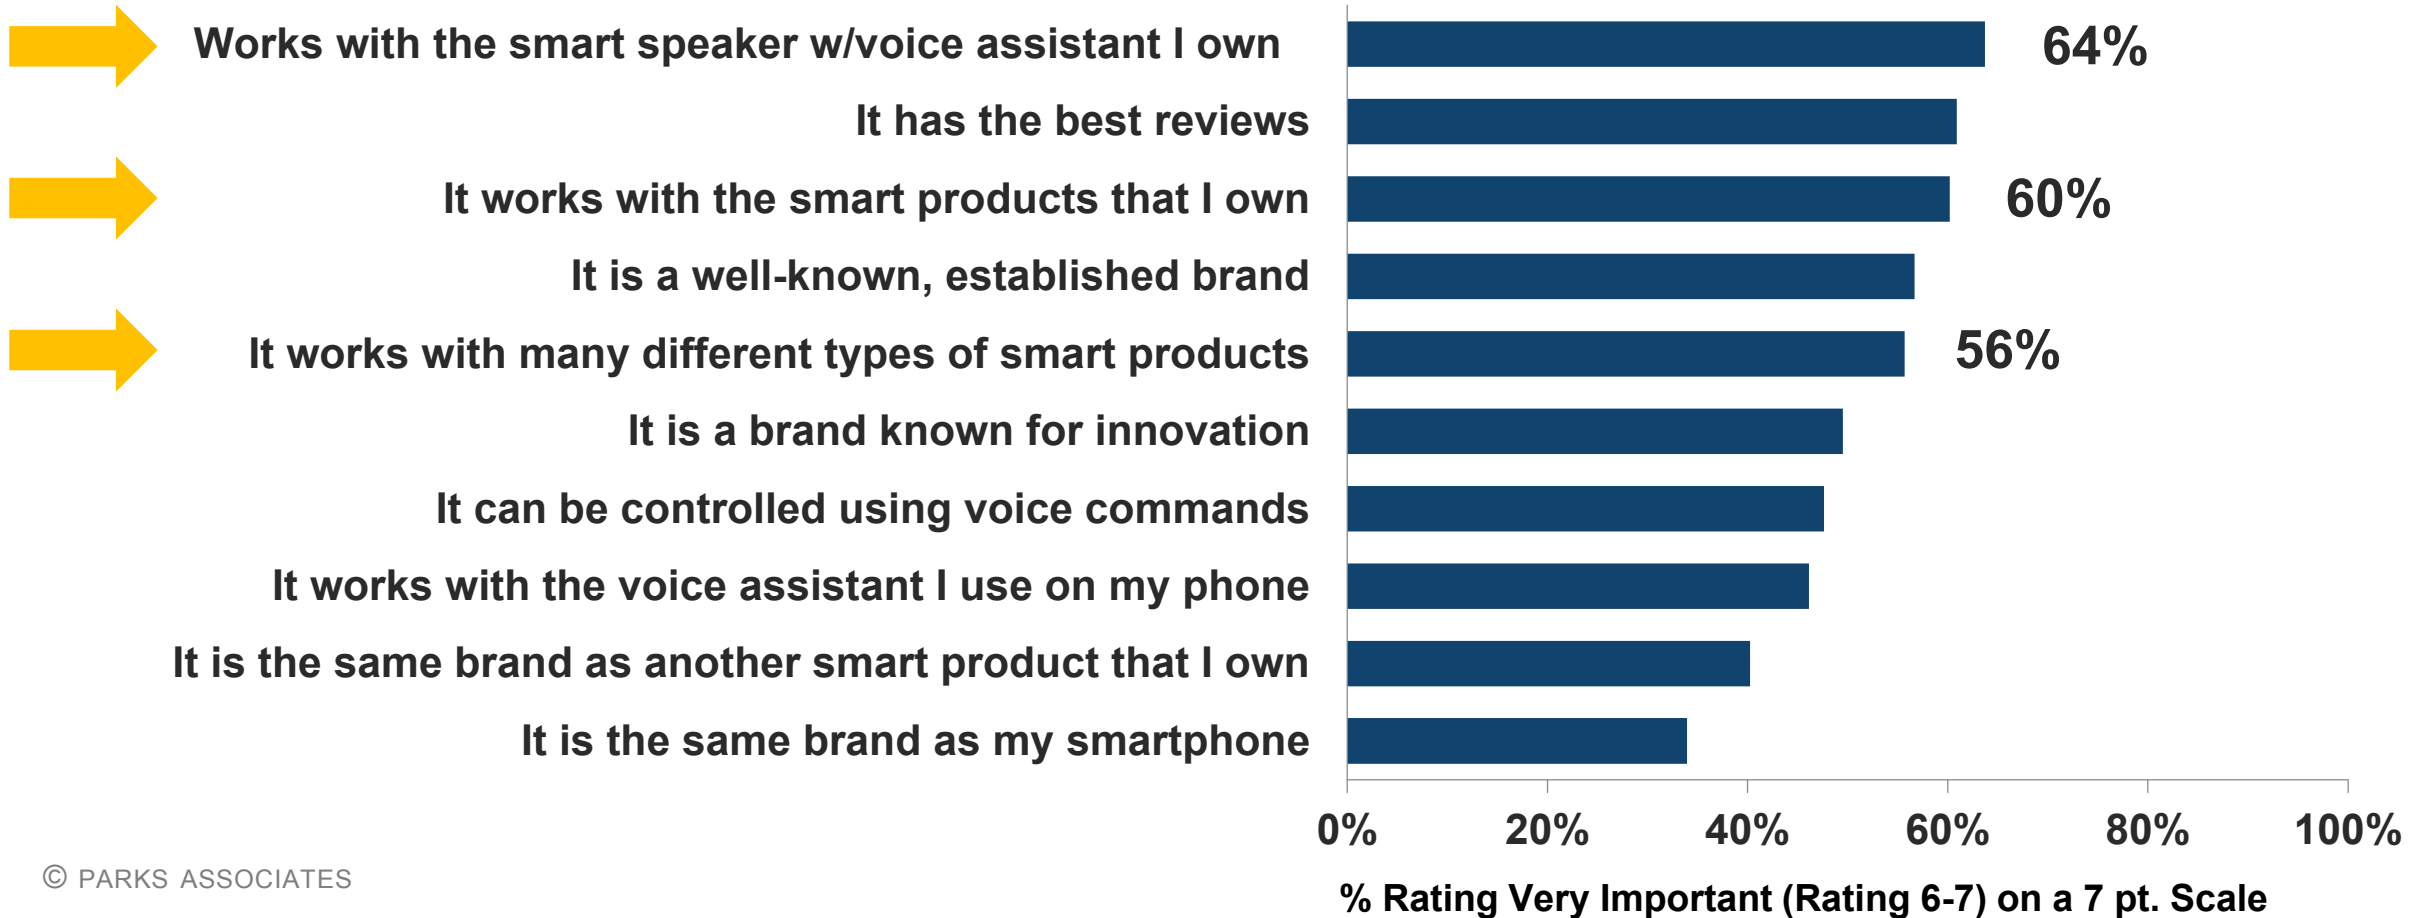 Works with the smart speaker w/voice assistant I own 64%
It has the best reviews
It works with the smart products that I own 60%
It is a well-known, established brand
It works with many different types of smart products 56%
It is a brand known for innovation
It can be controlled using voice commands
It works with the voice assistant I use on my phone
It is the same brand as another smart product that I own
It is the same brand as my smartphone
0% 20% 40% 60% 80% 100%
© PARKS ASSOCIATES
% Rating Very Important (Rating 6-7) on a 7 pt. Scale